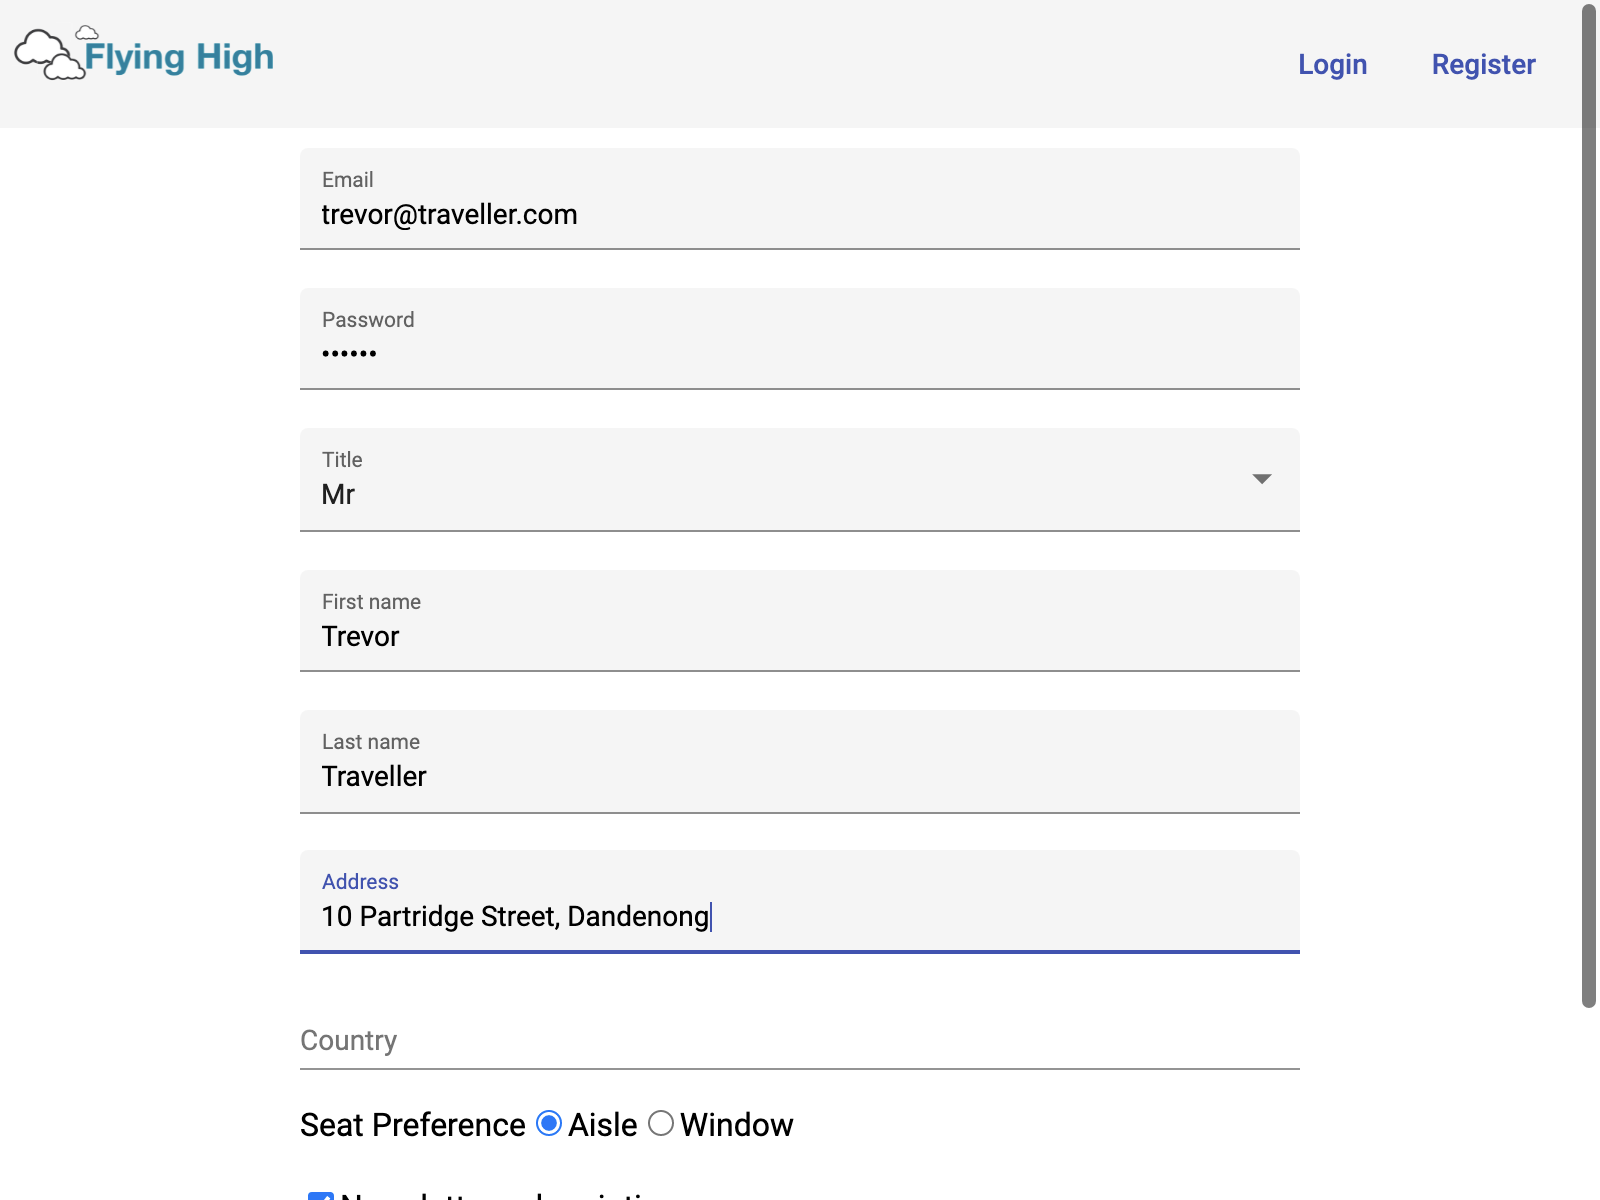 Flying High
Login
Register
Email
trevor@traveller.com
Password
••••••
Title
Mr
First name
Trevor
Last name
Traveller
Address
10 Partridge Street, Dandenong
Country
Seat Preference Aisle Window